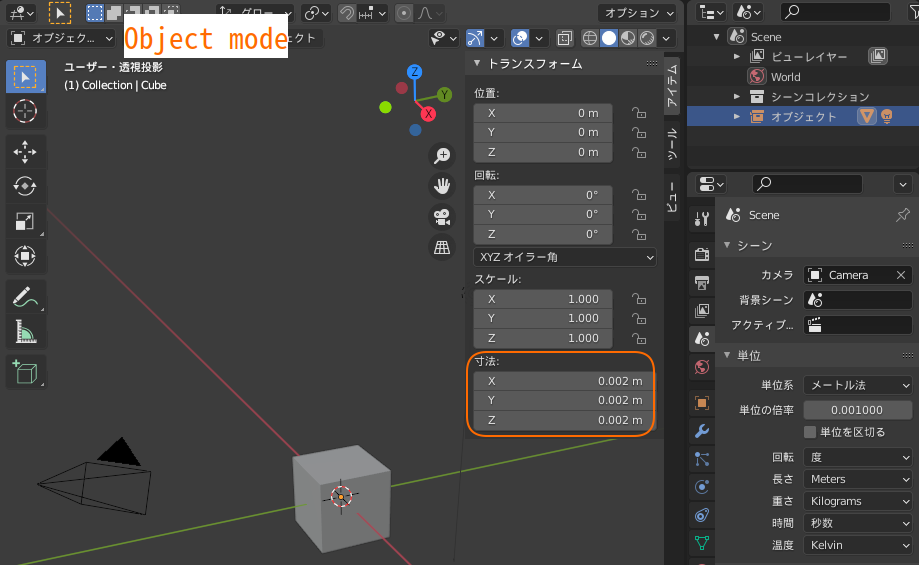 グロー
オプション
オブジェク...
Object mode
ェクト
ユーザー・透視投影
(1) Collection | Cube
Z
Y
X
トランスフォーム
位置:
X 0 m
Y 0 m
Z 0 m
回転:
X 0°
Y 0°
Z 0°
XYZ オイラー角
スケール:
X 1.000
Y 1.000
Z 1.000
寸法:
X 0.002 m
Y 0.002 m
Z 0.002 m
アイテム
ツール
ビュー
Scene
ビューレイヤー
World
シーンコレクション
オブジェクト
Scene
シーン
カメラ Camera
背景シーン
アクティブ...
単位
単位系 メートル法
単位の倍率 0.001000
単位を区切る
回転 度
長さ Meters
重さ Kilograms
時間 秒数
温度 Kelvin